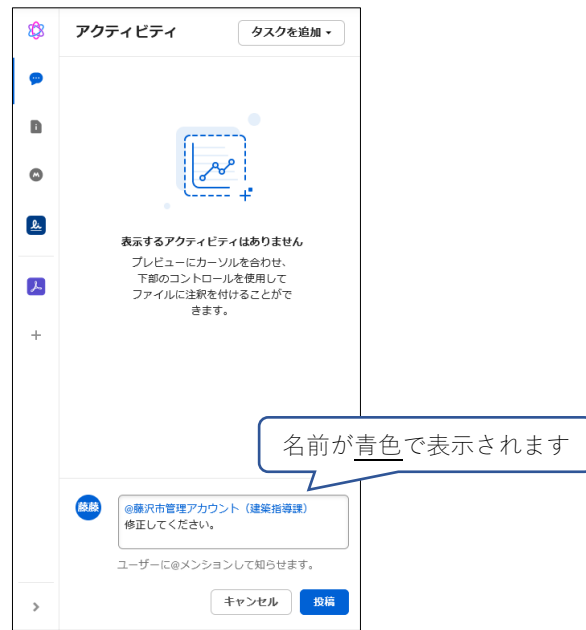 アクティビティ
タスクを追加
表示するアクティビティはありません
プレビューにカーソルを合わせ、
下部のコントロールを使用して
ファイルに注釈を付けることがで
きます。
名前が青色で表示されます
藤藤
@藤沢市管理アカウント（建築指導課）
修正してください。
ユーザーに@メンションして知らせます。
キャンセル
投稿